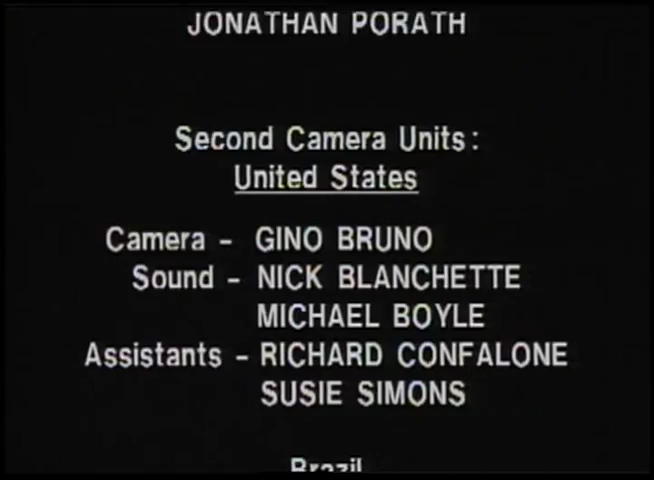 JONATHAN PORATH
Second Camera Units:
United States
Camera – GINO BRUNO
Sound – NICK BLANCHETTE
MICHAEL BOYLE
Assistants – RICHARD CONFALONE
SUSIE SIMONS
Brazil